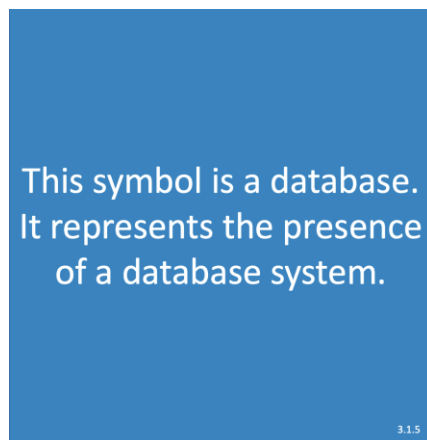 This symbol is a database.
It represents the presence
of a database system.
3.1.5